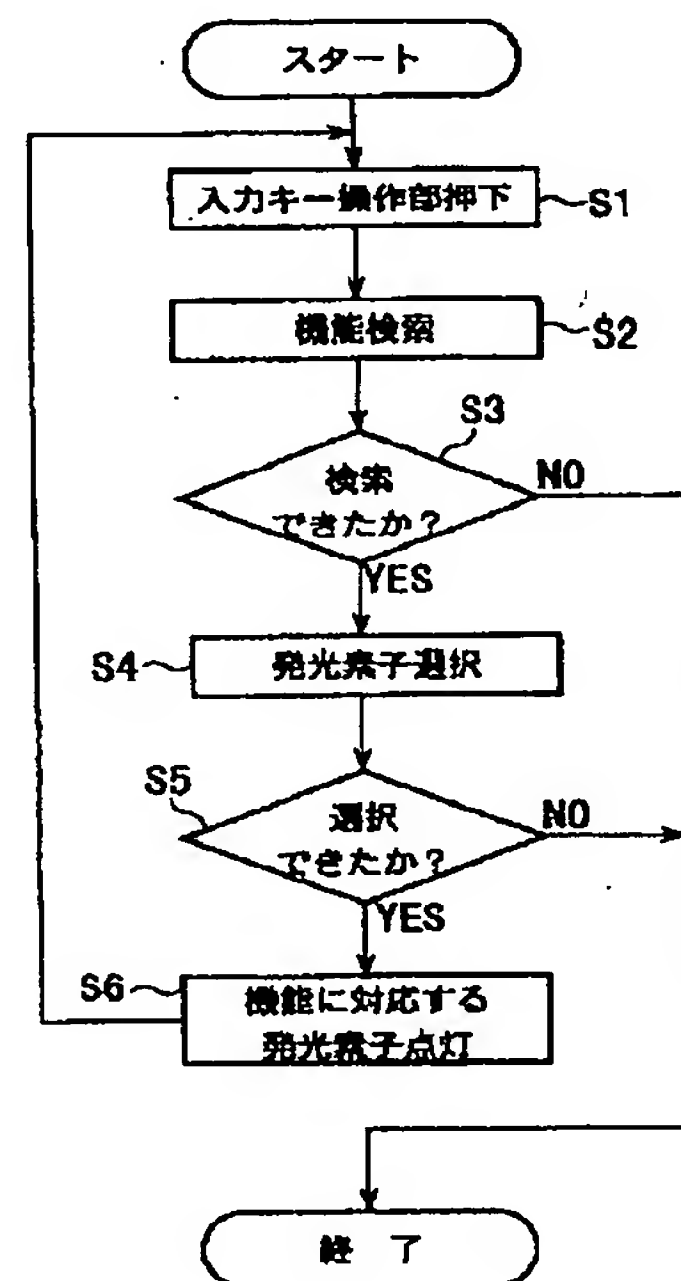 スタート
入力キー操作部押下
S1
機能検索
S2
S3
検索
できたか?
NO
YES
S4
発光素子選択
S5
選択
できたか?
NO
YES
S6
機能に対応する
発光素子点灯
終 了